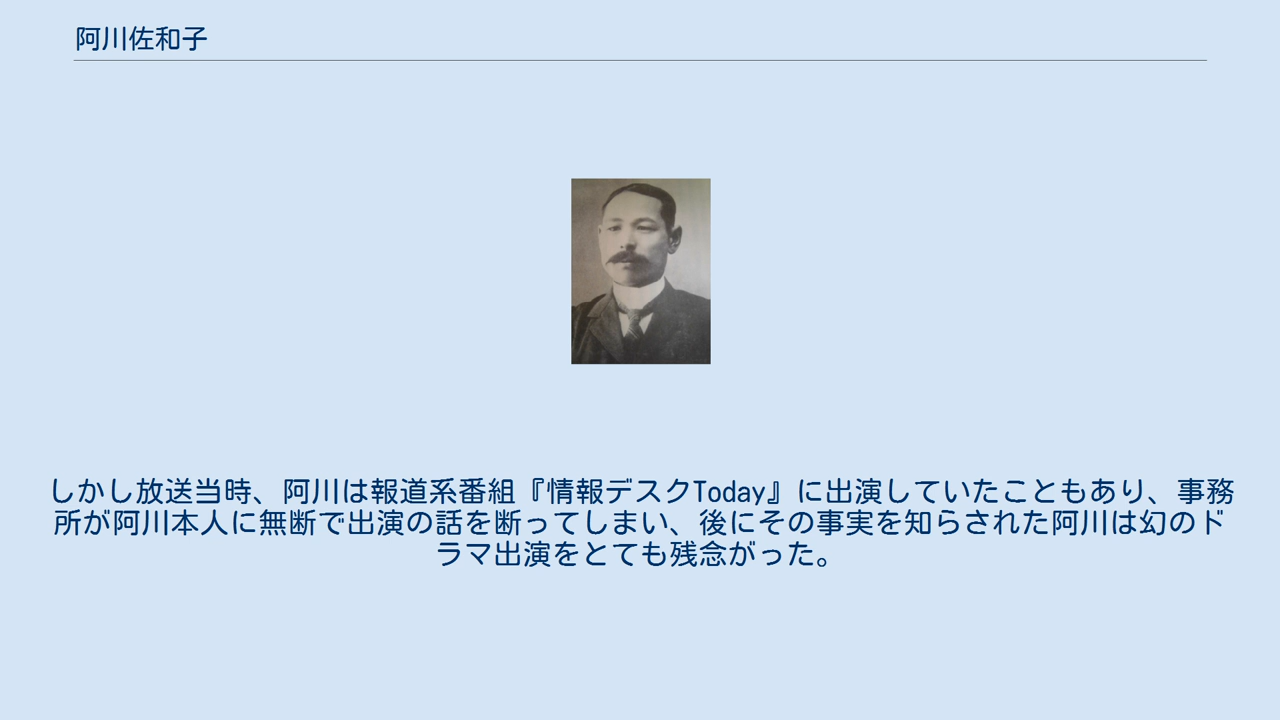 阿川佐和子
しかし放送当時、阿川は報道系番組『情報デスクToday』に出演していたこともあり、事務
所が阿川本人に無断で出演の話を断ってしまい、後にその事実を知らされた阿川は幻のド
ラマ出演をとても残念がった。